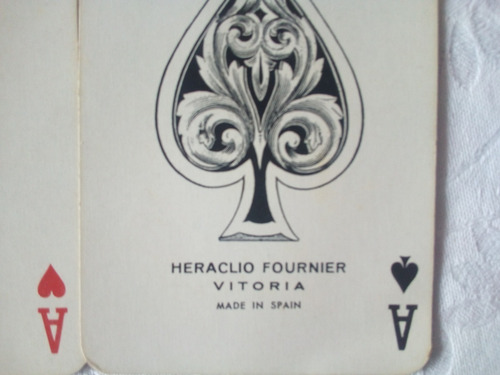 HERACLIO FOURNIER
VITORIA
MADE IN SPAIN
A
A